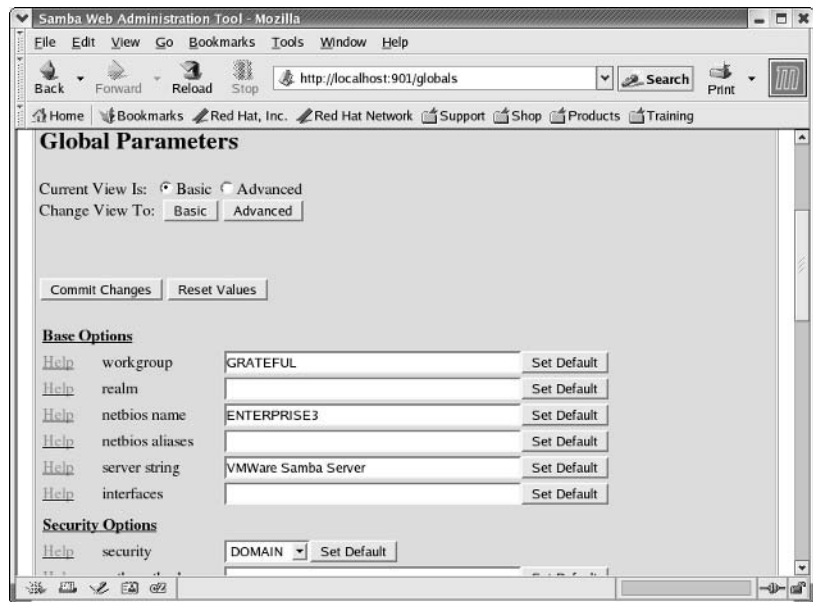 Samba Web Administration Tool - Mozilla
File Edit View Go Bookmarks Tools Window Help
Back Forward Reload Stop http://localhost:901/globals Search Print
Home Bookmarks Red Hat, Inc. Red Hat Network Support Shop Products Training
Global Parameters
Current View Is: Basic Advanced
Change View To: Basic Advanced
Commit Changes Reset Values
Base Options
Help workgroup GRATEFUL Set Default
Help realm Set Default
Help netbios name ENTERPRISE3 Set Default
Help netbios aliases Set Default
Help server string VMWare Samba Server Set Default
Help interfaces Set Default
Security Options
Help security DOMAIN Set Default